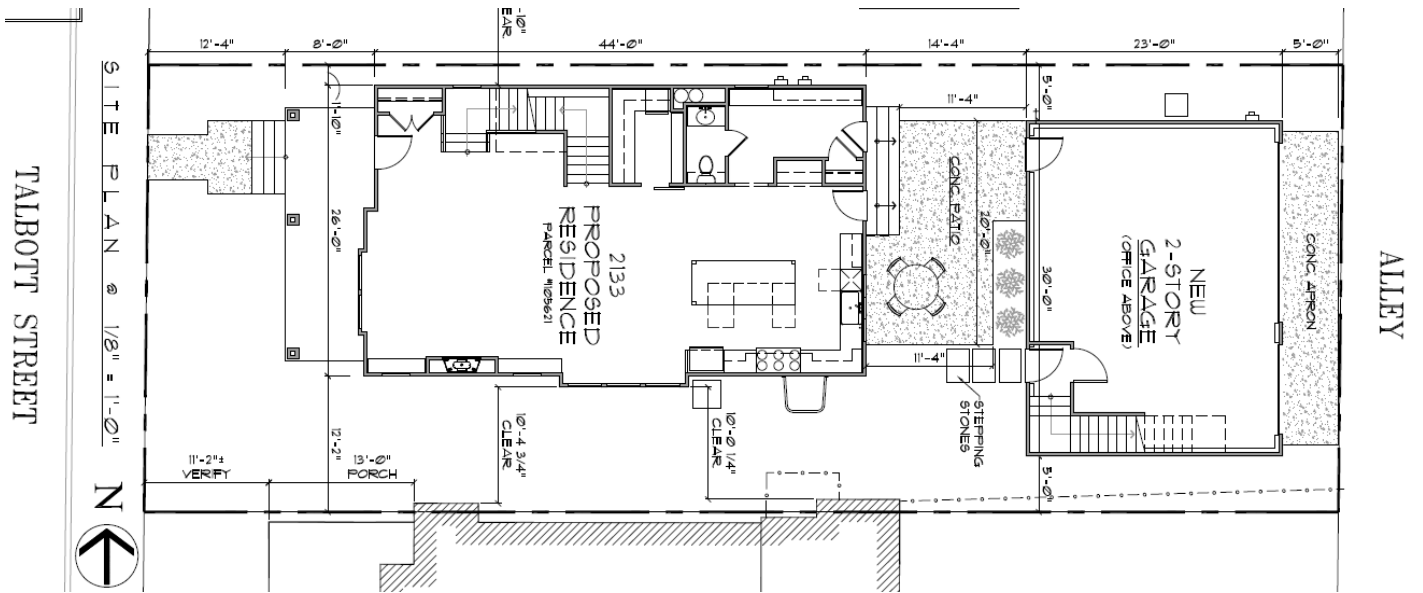 TALBOTT STREET
SITE PLAN @ 1/8" = 1'-0"
N
12'-4"
8'-0"
44'-0"
14'-4"
23'-0"
5'-0"
1'-10"
26'-0"
12'-2"
2133
PROPOSED
RESIDENCE
PARCEL #105621
11'-4"
CONC. PATIO
20'-0"
11'-4"
STEPPING
STONES
5'-0"
30'-0"
5'-0"
NEW
2-STORY
GARAGE
(OFFICE ABOVE)
CONC. APRON
ALLEY
11'-2"±
VERIFY
13'-0"
PORCH
10'-4 3/4"
CLEAR
10'-0 1/4"
CLEAR